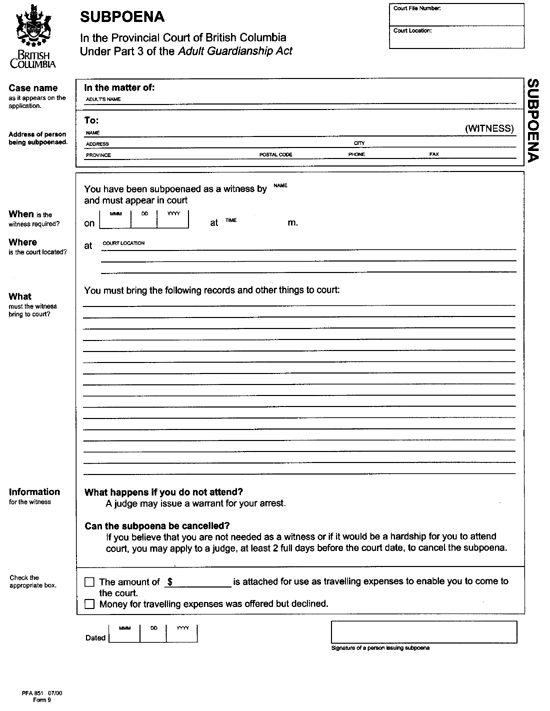 Court File Number:
SUBPOENA
Court Location:
In the Provincial Court of British Columbia
Under Part 3 of the Adult Guardianship Act
BRITISH
COLUMBIA
SUBPOENA
Case name
as it appears on the
application.
In the matter of:
ADULT'S NAME
To:
NAME
(WITNESS)
Address of person
being subpoenaed.
ADDRESS CITY
PROVINCE POSTAL CODE PHONE FAX
You have been subpoenaed as a witness by NAME
and must appear in court
When is the
witness required?
MMM DD YYYY
on at TIME m.
Where
is the court located?
at COURT LOCATION
What
must the witness
bring to court?
You must bring the following records and other things to court:
Information
for the witness
What happens if you do not attend?
A judge may issue a warrant for your arrest.
Can the subpoena be cancelled?
If you believe that you are not needed as a witness or if it would be a hardship for you to attend
court, you may apply to a judge, at least 2 full days before the court date, to cancel the subpoena.
Check the
appropriate box.
The amount of $ is attached for use as travelling expenses to enable you to come to
the court.
Money for travelling expenses was offered but declined.
MMM DD YYYY
Dated
Signature of a person issuing subpoena
PFA 851 07/00
Form 9